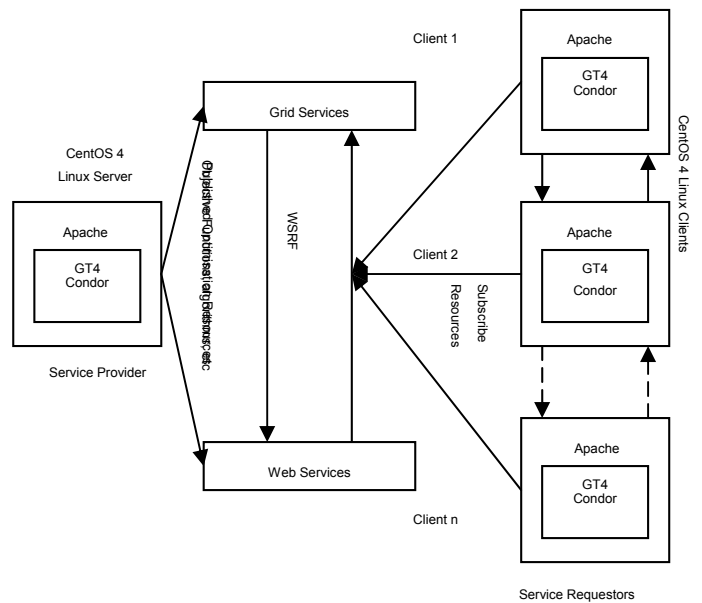 Client 1
Apache
GT4
Condor
Grid Services
CentOS 4
Linux Server
Apache
GT4
Condor
Service Provider
WSRF
Client 2
Subscribe
Resources
Apache
GT4
Condor
CentOS 4 Linux Clients
Web Services
Apache
GT4
Condor
Client n
Service Requestors